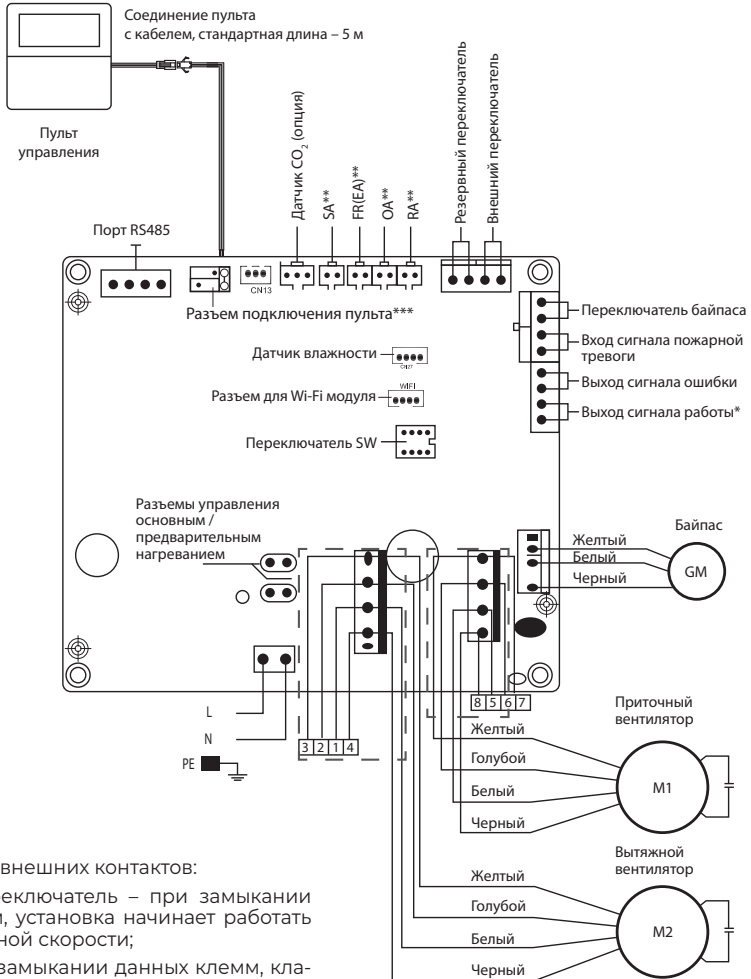 Соединение пульта
с кабелем, стандартная длина – 5 м
Пульт
управления
Датчик CO2 (опция)
SA**
FR(EA)**
OA**
RA**
Резервный переключатель
Внешний переключатель
Порт RS485
CN13
Разъем подключения пульта***
Переключатель байпаса
Вход сигнала пожарной
тревоги
Выход сигнала ошибки
Выход сигнала работы*
Датчик влажности
CN27
Разъем для Wi-Fi модуля
WIFI
Переключатель SW
Разъемы управления
основным /
предварительным
нагреванием
Байпас
Желтый
Белый
Черный
GM
L
N
PE
3 2 1 4
8 5 6 7
Приточный
вентилятор
Желтый
Голубой
Белый
Черный
M1
Вытяжной
вентилятор
Желтый
Голубой
Белый
Черный
M2
внешних контактов:
реключатель – при замыкании
и, установка начинает работать
ной скорости;
замыкании данных клемм, кла-